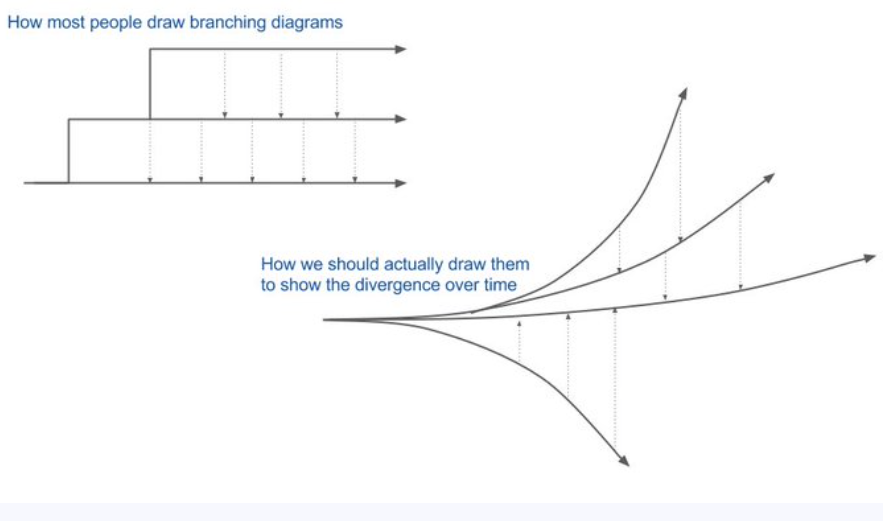 How most people draw branching diagrams
How we should actually draw them
to show the divergence over time